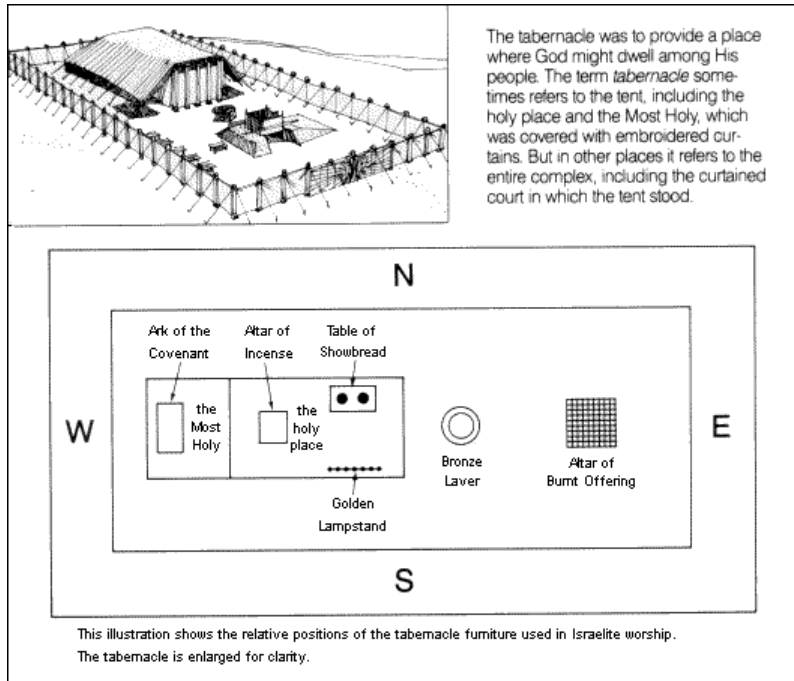 The tabernacle was to provide a place
where God might dwell among His
people. The term tabernacle some-
times refers to the tent, including the
holy place and the Most Holy, which
was covered with embroidered cur-
tains. But in other places it refers to the
entire complex, including the curtained
court in which the tent stood.
N
Ark of the
Covenant
Altar of
Incense
Table of
Showbread
W
the
Most
Holy
the
holy
place
E
Bronze
Laver
Altar of
Burnt Offering
Golden
Lampstand
S
This illustration shows the relative positions of the tabernacle furniture used in Israelite worship.
The tabernacle is enlarged for clarity.